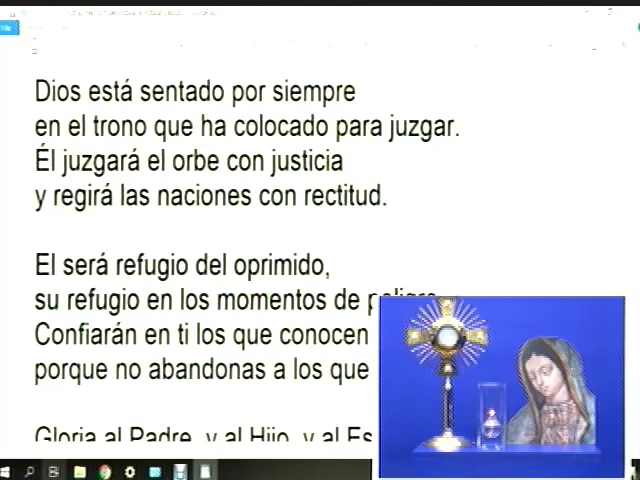 Dios está sentado por siempre
en el trono que ha colocado para juzgar.
Él juzgará el orbe con justicia
y regirá las naciones con rectitud.
El será refugio del oprimido,
su refugio en los momentos de peligro
Confiarán en ti los que conocen
porque no abandonas a los que
Gloria al Padre, y al Hijo, y al Es